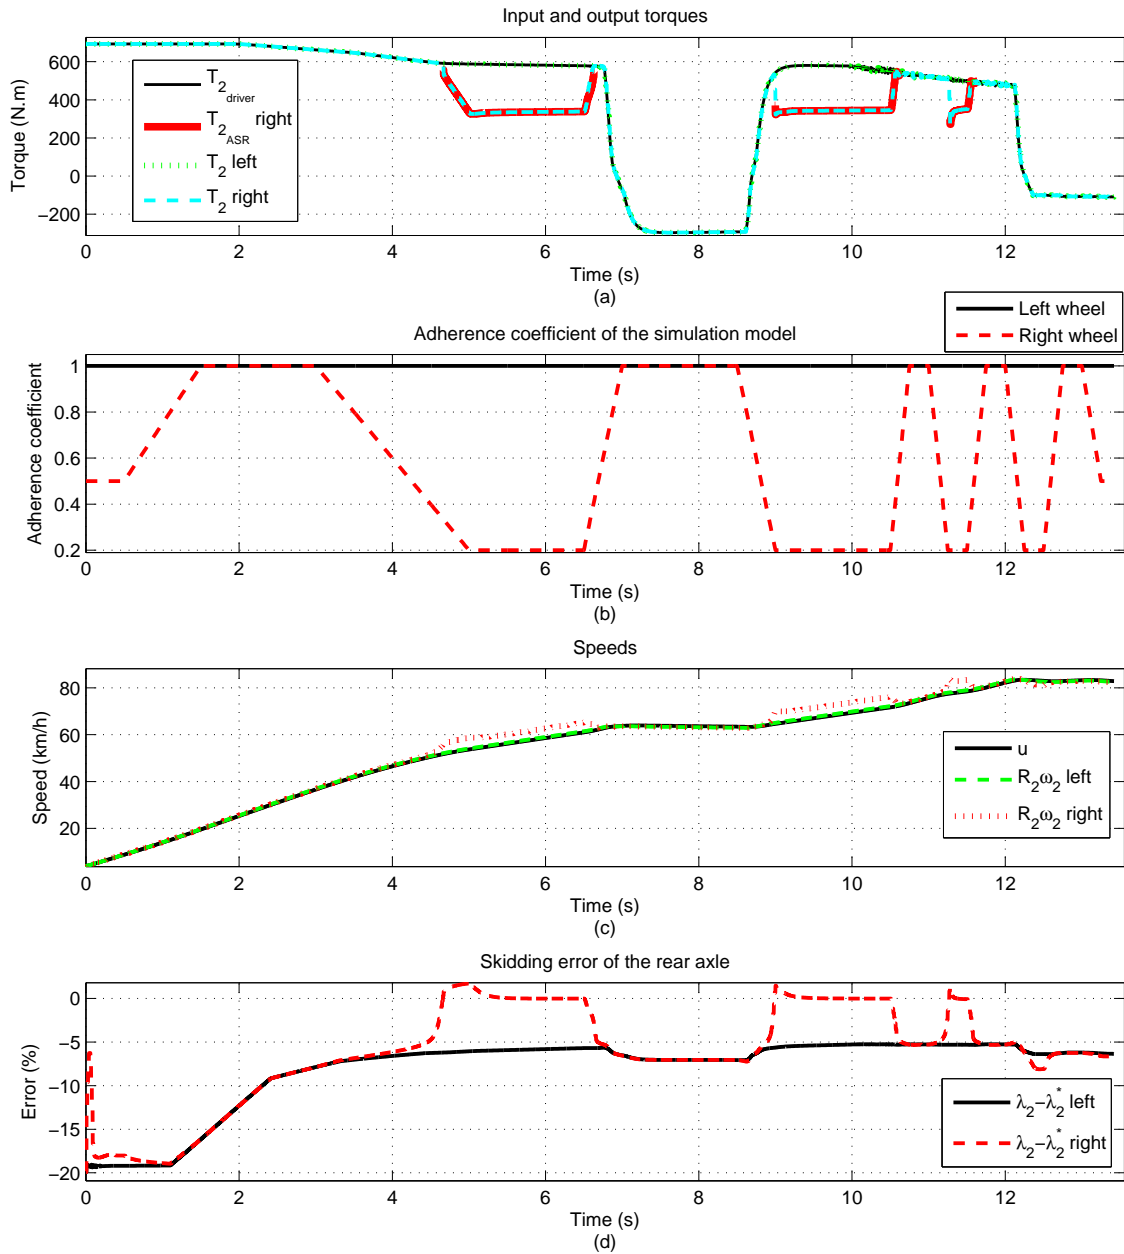 Input and output torques
Torque (N.m)
600
400
200
0
−200
T2driver
T2ASR right
T2 left
T2 right
0 2 4 6 8 10 12
Time (s)
(a)
Left wheel
Right wheel
Adherence coefficient of the simulation model
Adherence coefficient
1
0.8
0.6
0.4
0.2
0 2 4 6 8 10 12
Time (s)
(b)
Speeds
Speed (km/h)
80
60
40
20
u
R2ω2 left
R2ω2 right
0 2 4 6 8 10 12
Time (s)
(c)
Skidding error of the rear axle
Error (%)
0
−5
−10
−15
−20
λ2−λ2* left
λ2−λ2* right
0 2 4 6 8 10 12
Time (s)
(d)